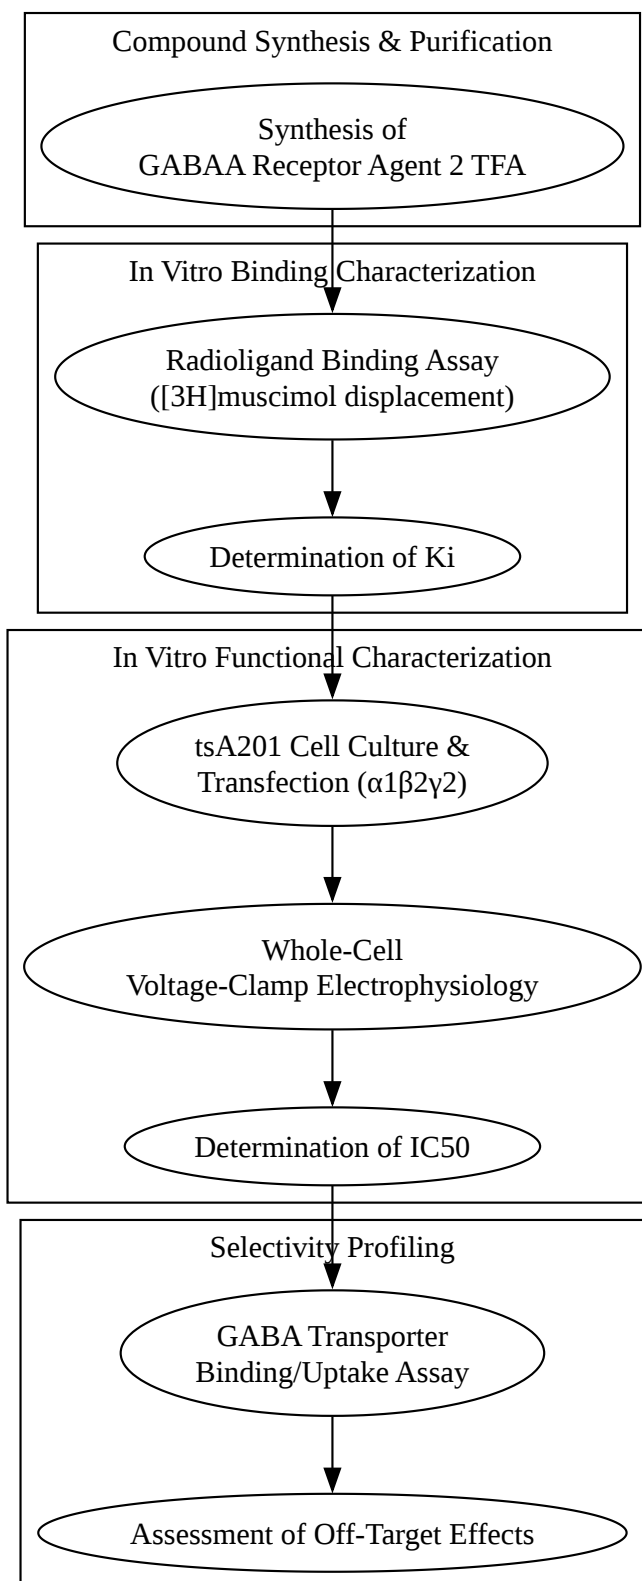 Compound Synthesis & Purification
Synthesis of
GABAA Receptor Agent 2 TFA
In Vitro Binding Characterization
Radioligand Binding Assay
([3H]muscimol displacement)
Determination of Ki
In Vitro Functional Characterization
tsA201 Cell Culture &
Transfection (α1β2γ2)
Whole-Cell
Voltage-Clamp Electrophysiology
Determination of IC50
Selectivity Profiling
GABA Transporter
Binding/Uptake Assay
Assessment of Off-Target Effects